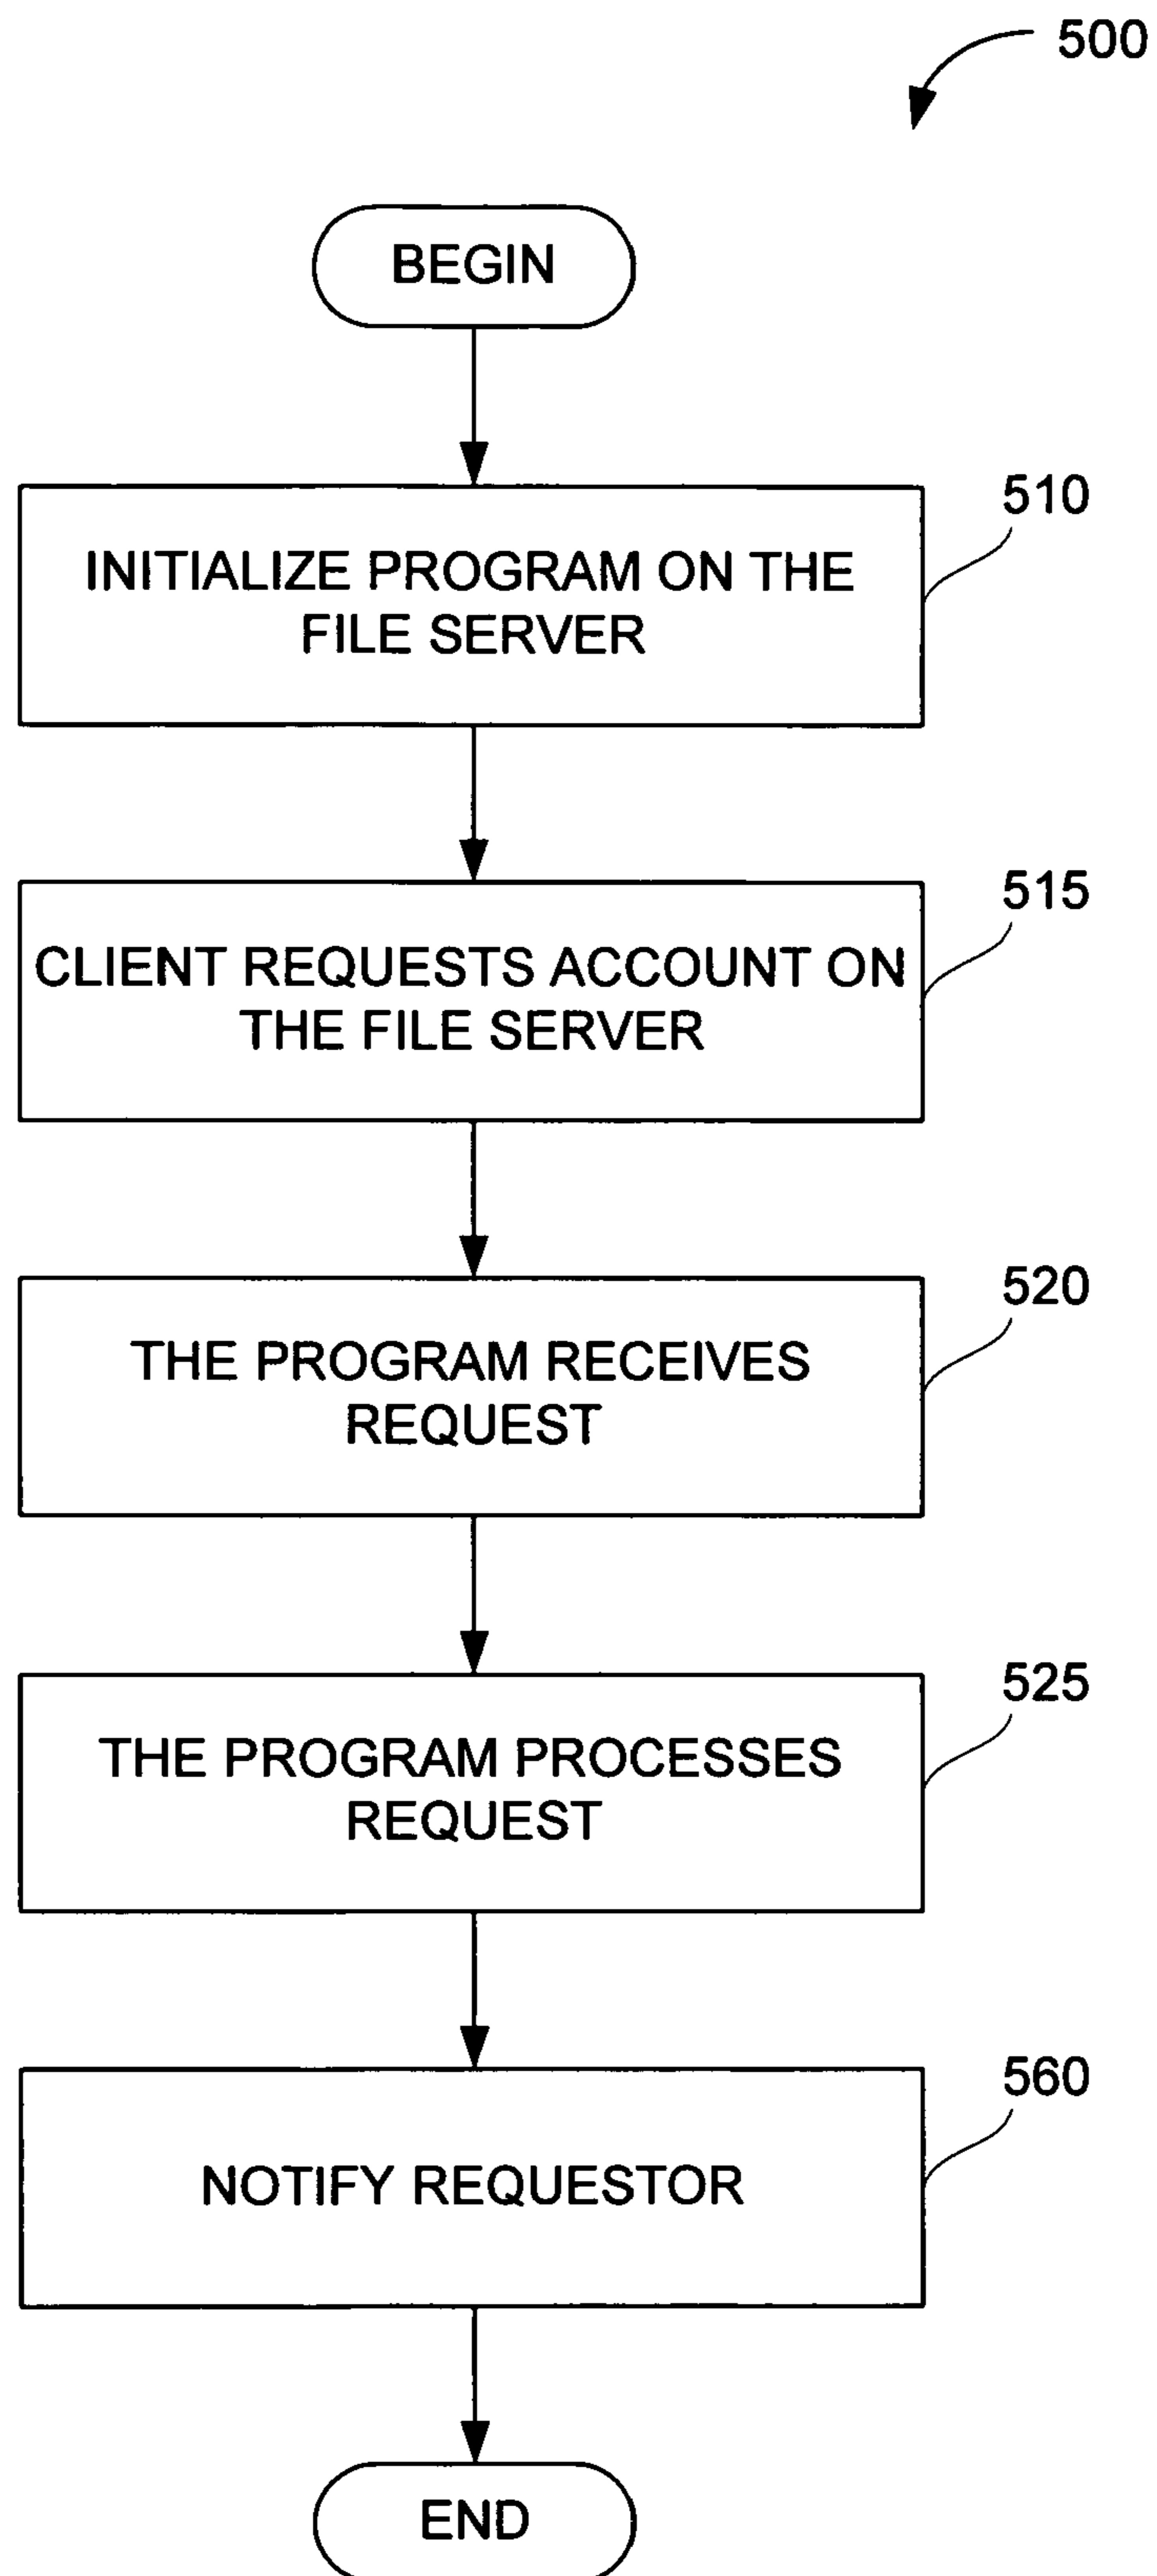 500
BEGIN
510
INITIALIZE PROGRAM ON THE
FILE SERVER
515
CLIENT REQUESTS ACCOUNT ON
THE FILE SERVER
520
THE PROGRAM RECEIVES
REQUEST
525
THE PROGRAM PROCESSES
REQUEST
560
NOTIFY REQUESTOR
END